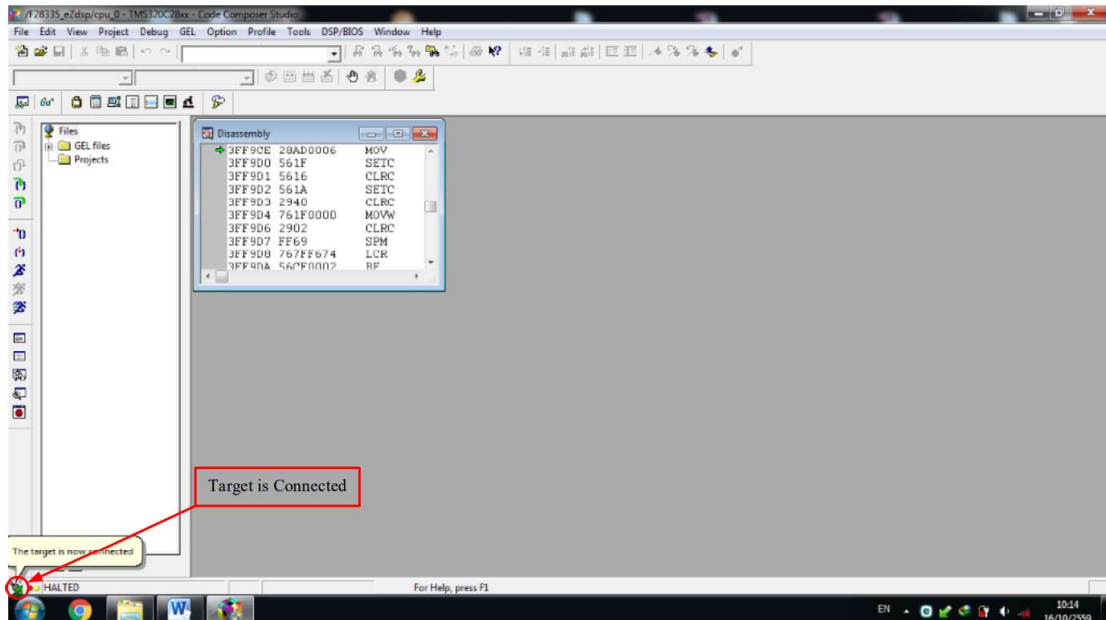 /F28335_eZdsp/cpu_0 - TMS320C28xx - Code Composer Studio
File Edit View Project Debug GEL Option Profile Tools DSP/BIOS Window Help
Files
GEL files
Projects
Disassembly
3FF9CE 28AD0006 MOV
3FF9D0 561F SETC
3FF9D1 5616 CLRC
3FF9D2 561A SETC
3FF9D3 2940 CLRC
3FF9D4 761F0000 MOVW
3FF9D6 2902 CLRC
3FF9D7 FF69 SPM
3FF9D8 767FF674 LCR
3FF9DA 56CF0002 BF
Target is Connected
The target is now connected
HALTED
For Help, press F1
EN
10:14
16/10/2559